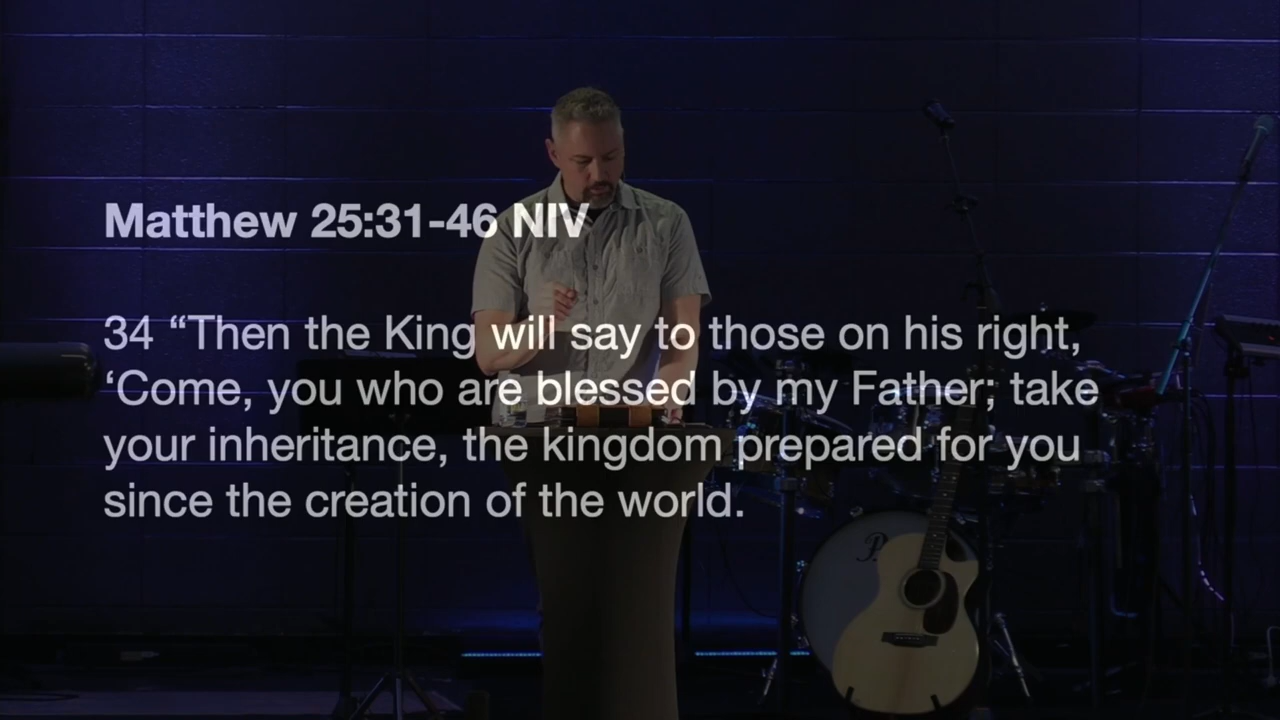 Matthew 25:31-46 NIV
34 “Then the King will say to those on his right,
‘Come, you who are blessed by my Father; take
your inheritance, the kingdom prepared for you
since the creation of the world.